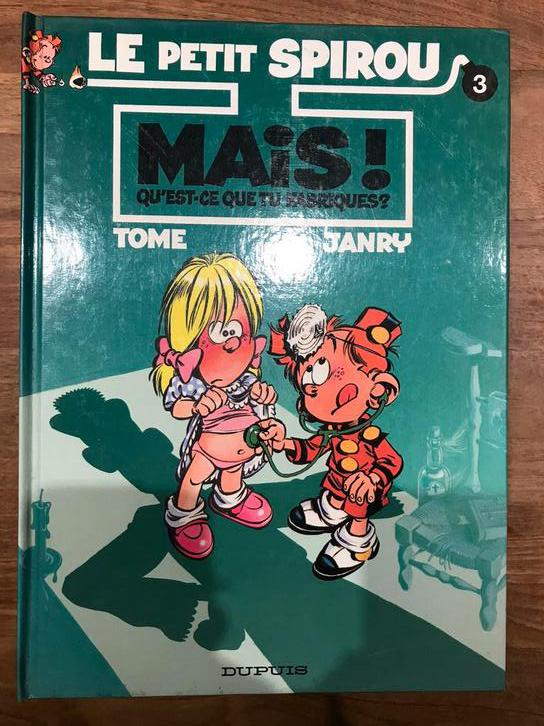 LE PETIT SPIROU
3
MAiS!
QU'EST-CE QUE TU FABRIQUES?
TOME JANRY
DUPUIS